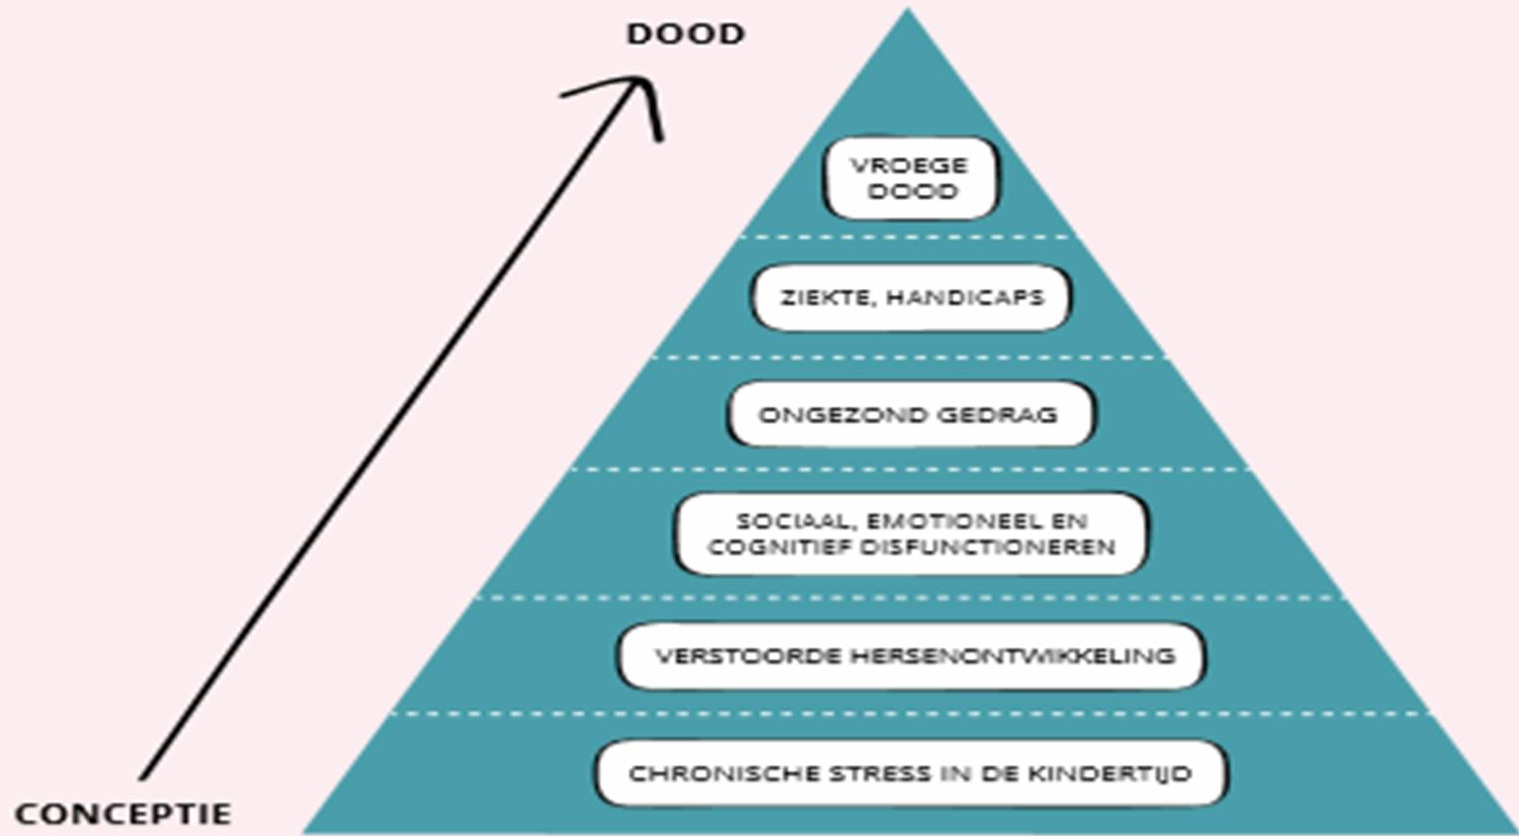 DOOD
VROEGE
DOOD
ZIEKTE, HANDICAPS
ONGEZOND GEDRAG
SOCIAAL, EMOTIONEEL EN
COGNITIEF DISFUNCTIONEREN
VERSTOORDE HERSENONTWIKKELING
CHRONISCHE STRESS IN DE KINDERTIJD
CONCEPTIE